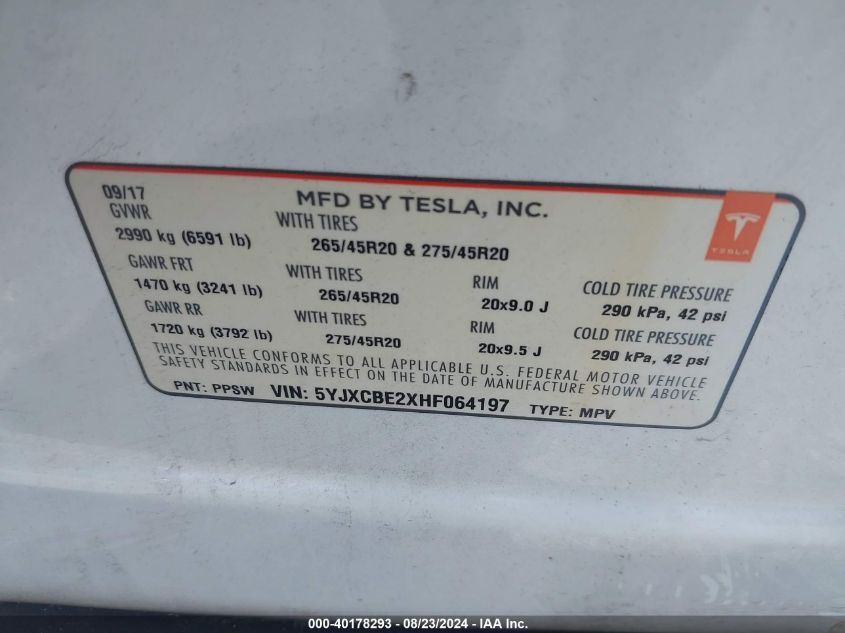 09/17 MFD BY TESLA, INC.
GVWR WITH TIRES
2990 kg (6591 lb) 265/45R20 & 275/45R20
TESLA
GAWR FRT WITH TIRES RIM COLD TIRE PRESSURE
1470 kg (3241 lb) 265/45R20 20x9.0 J 290 kPa, 42 psi
GAWR RR WITH TIRES RIM COLD TIRE PRESSURE
1720 kg (3792 lb) 275/45R20 20x9.5 J 290 kPa, 42 psi
THIS VEHICLE CONFORMS TO ALL APPLICABLE U.S. FEDERAL MOTOR VEHICLE
SAFETY STANDARDS IN EFFECT ON THE DATE OF MANUFACTURE SHOWN ABOVE.
PNT: PPSW VIN: 5YJXCBE2XHF064197 TYPE: MPV
000-40178293 - 08/23/2024 - IAA Inc.